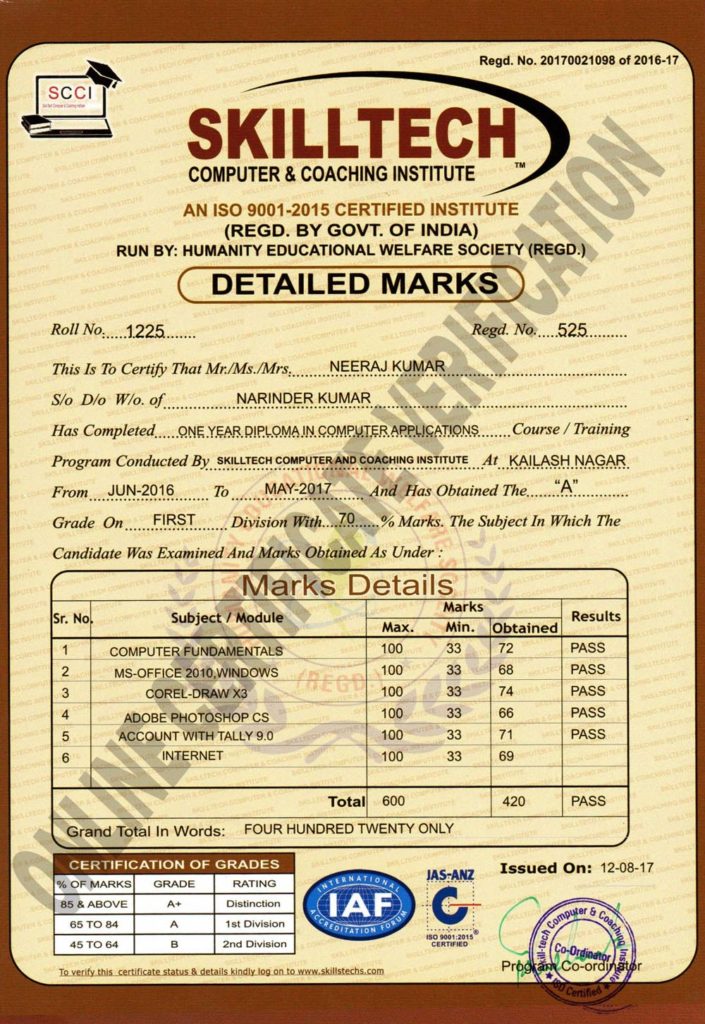 Regd. No. 20170021098 of 2016-17
SCCI
SKILLTECH TM
COMPUTER & COACHING INSTITUTE
AN ISO 9001-2015 CERTIFIED INSTITUTE
(REGD. BY GOVT. OF INDIA)
RUN BY: HUMANITY EDUCATIONAL WELFARE SOCIETY (REGD.)
DETAILED MARKS
Roll No. 1225 Regd. No. 525
This Is To Certify That Mr./Ms./Mrs. NEERAJ KUMAR
S/o D/o W/o. of NARINDER KUMAR
Has Completed ONE YEAR DIPLOMA IN COMPUTER APPLICATIONS Course / Training
Program Conducted By SKILLTECH COMPUTER AND COACHING INSTITUTE At KAILASH NAGAR
From JUN-2016 To MAY-2017 And Has Obtained The "A"
Grade On FIRST Division With 70 % Marks. The Subject In Which The
Candidate Was Examined And Marks Obtained As Under :
Marks Details
Sr. No. Subject / Module Marks Results
Max. Min. Obtained
1 COMPUTER FUNDAMENTALS 100 33 72 PASS
2 MS-OFFICE 2010,WINDOWS 100 33 68 PASS
3 COREL-DRAW X3 100 33 74 PASS
4 ADOBE PHOTOSHOP CS 100 33 66 PASS
5 ACCOUNT WITH TALLY 9.0 100 33 71 PASS
6 INTERNET 100 33 69
Total 600 420 PASS
Grand Total In Words: FOUR HUNDRED TWENTY ONLY
CERTIFICATION OF GRADES
% OF MARKS GRADE RATING
85 & ABOVE A+ Distinction
65 TO 84 A 1st Division
45 TO 64 B 2nd Division
INTERNATIONAL
IAF
ACCREDITATION FORUM
JAS-ANZ
ISO 9001:2015
CERTIFIED
Issued On: 12-08-17
Skill-tech Computer & Coaching Institute
Co-Ordinator
ISO Certified
Program Co-ordinator
To verify this certificate status & details kindly log on to www.skillstechs.com
ONLINE CERTIFICATE VERIFICATION
(REGD.)